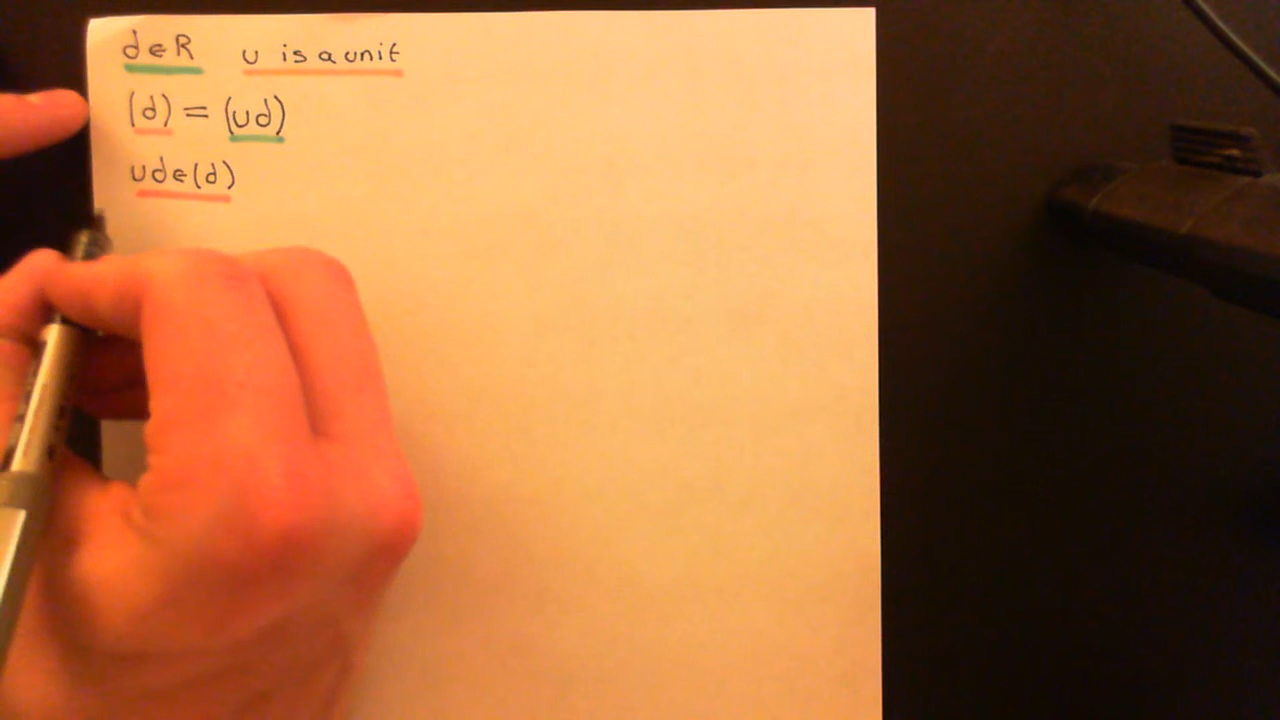 d∈R u is a unit
(d) = (ud)
ud∈(d)